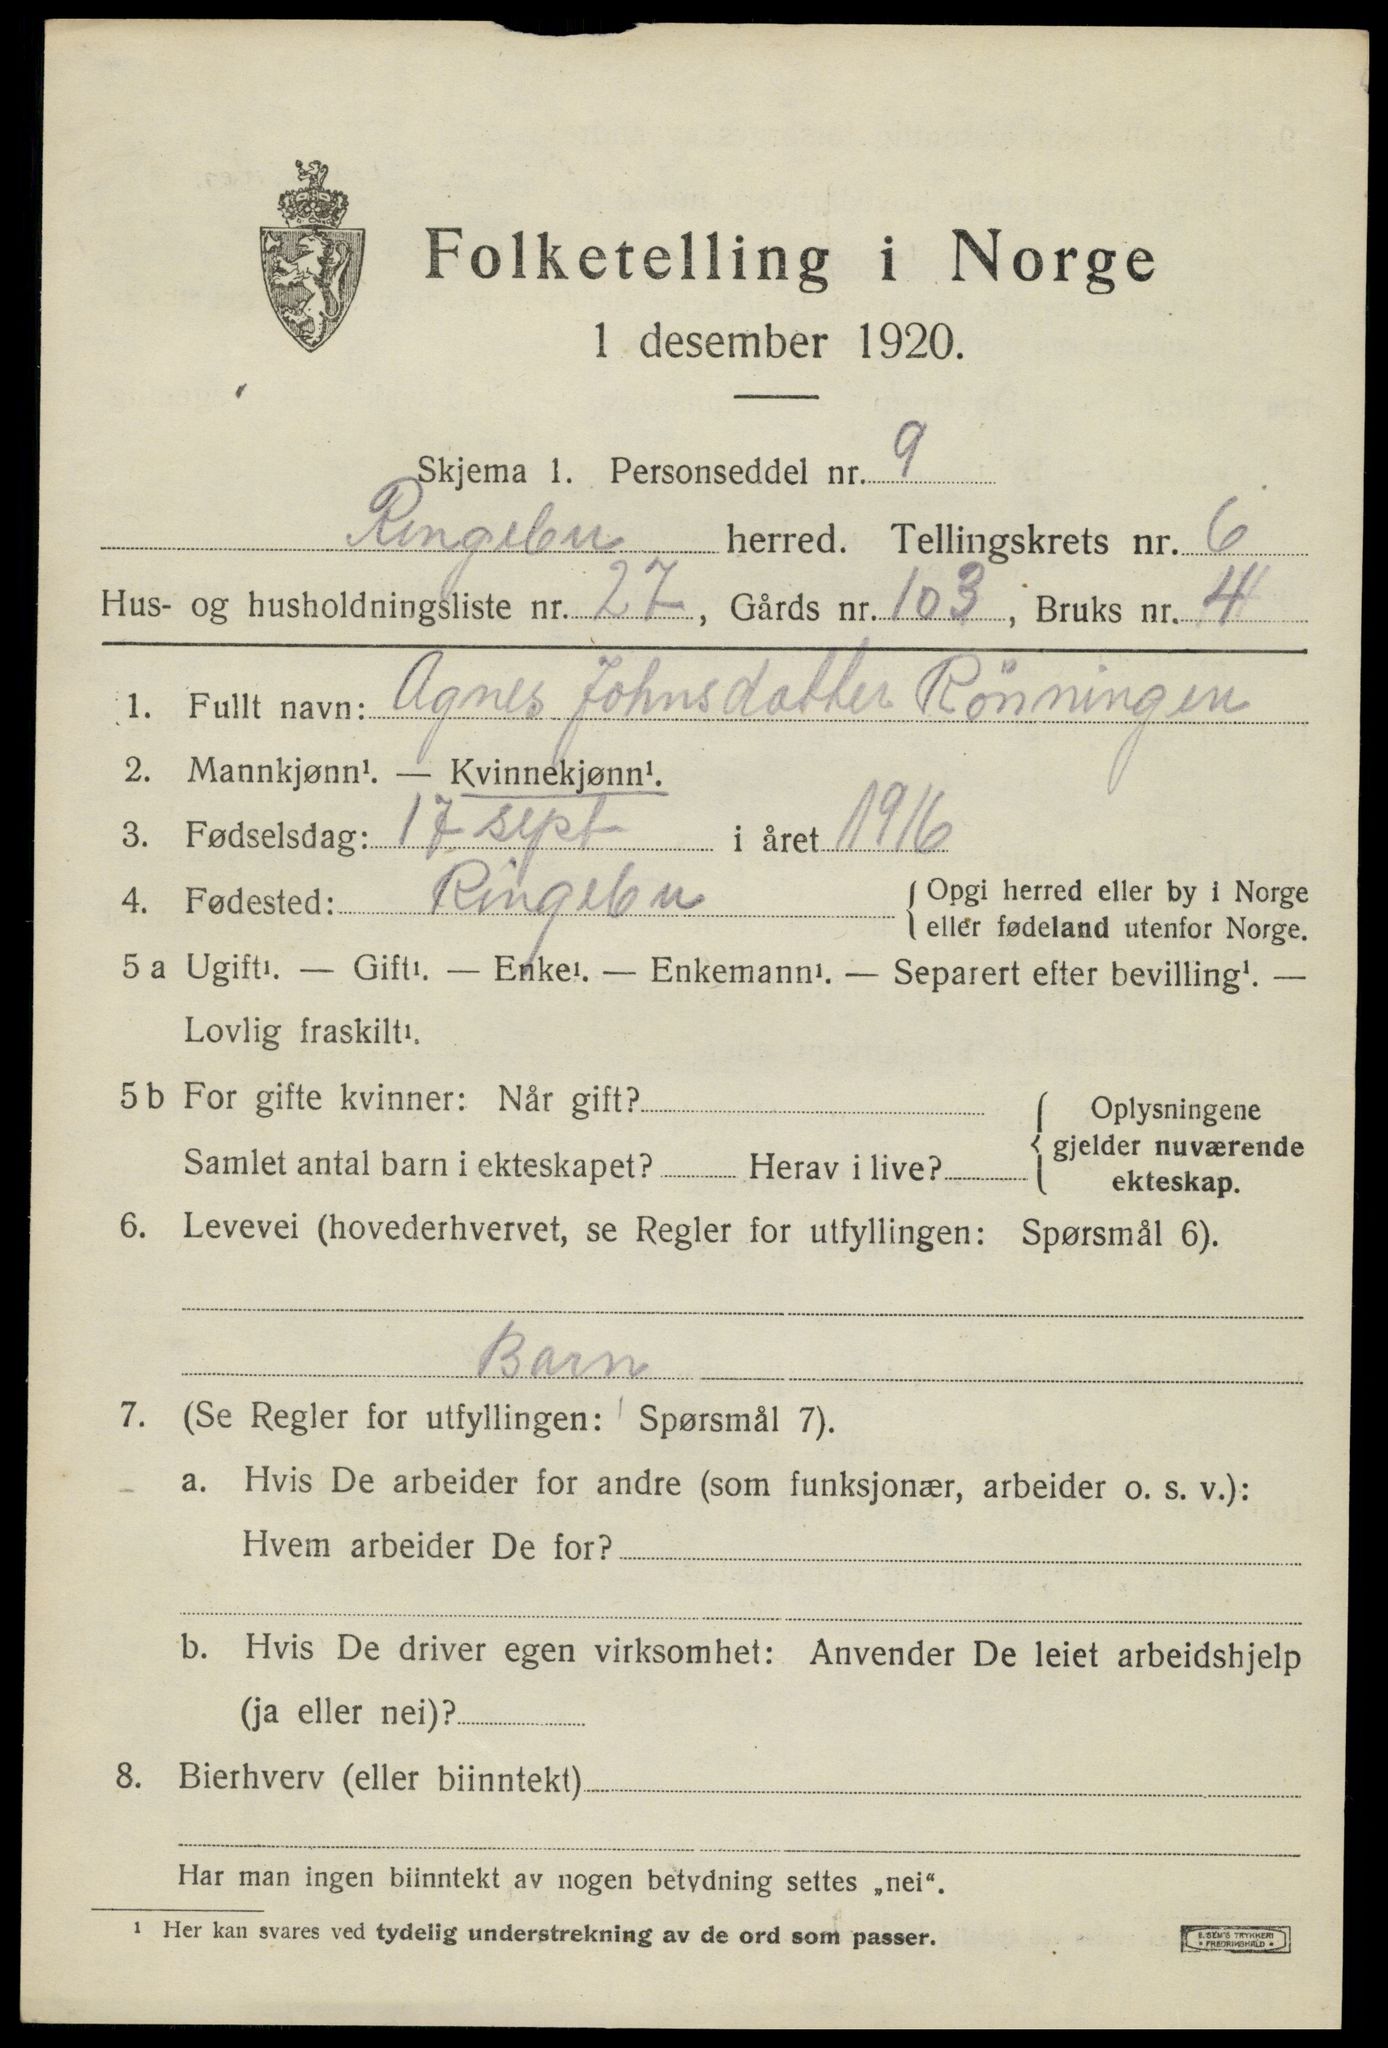 Folketelling i Norge
1 desember 1920.
Skjema 1. Personseddel nr. 9
Ringebu herred. Tellingskrets nr. 6
Hus- og husholdningsliste nr. 27, Gårds nr. 103, Bruks nr. 4
1. Fullt navn: Agnes Johnsdatter Rönningen
2. Mannkjønn¹. — Kvinnekjønn¹.
3. Fødselsdag: 17 sept i året 1916
4. Fødested: Ringebu { Opgi herred eller by i Norge
eller fødeland utenfor Norge.
5 a Ugift¹. — Gift¹. — Enke¹. — Enkemann¹. — Separert efter bevilling¹. —
Lovlig fraskilt¹.
5 b For gifte kvinner: Når gift? { Oplysningene
gjelder nuværende
Samlet antal barn i ekteskapet? Herav i live?
ekteskap.
6. Levevei (hovederhvervet, se Regler for utfyllingen: Spørsmål 6).
Barn
7. (Se Regler for utfyllingen: Spørsmål 7).
a. Hvis De arbeider for andre (som funksjonær, arbeider o. s. v.):
Hvem arbeider De for?
b. Hvis De driver egen virksomhet: Anvender De leiet arbeidshjelp
(ja eller nei)?
8. Bierhverv (eller biinntekt)
Har man ingen biinntekt av nogen betydning settes „nei“.
¹ Her kan svares ved tydelig understrekning av de ord som passer.
E. SEM'S TRYKKERI
• FREDRIKSHALD •